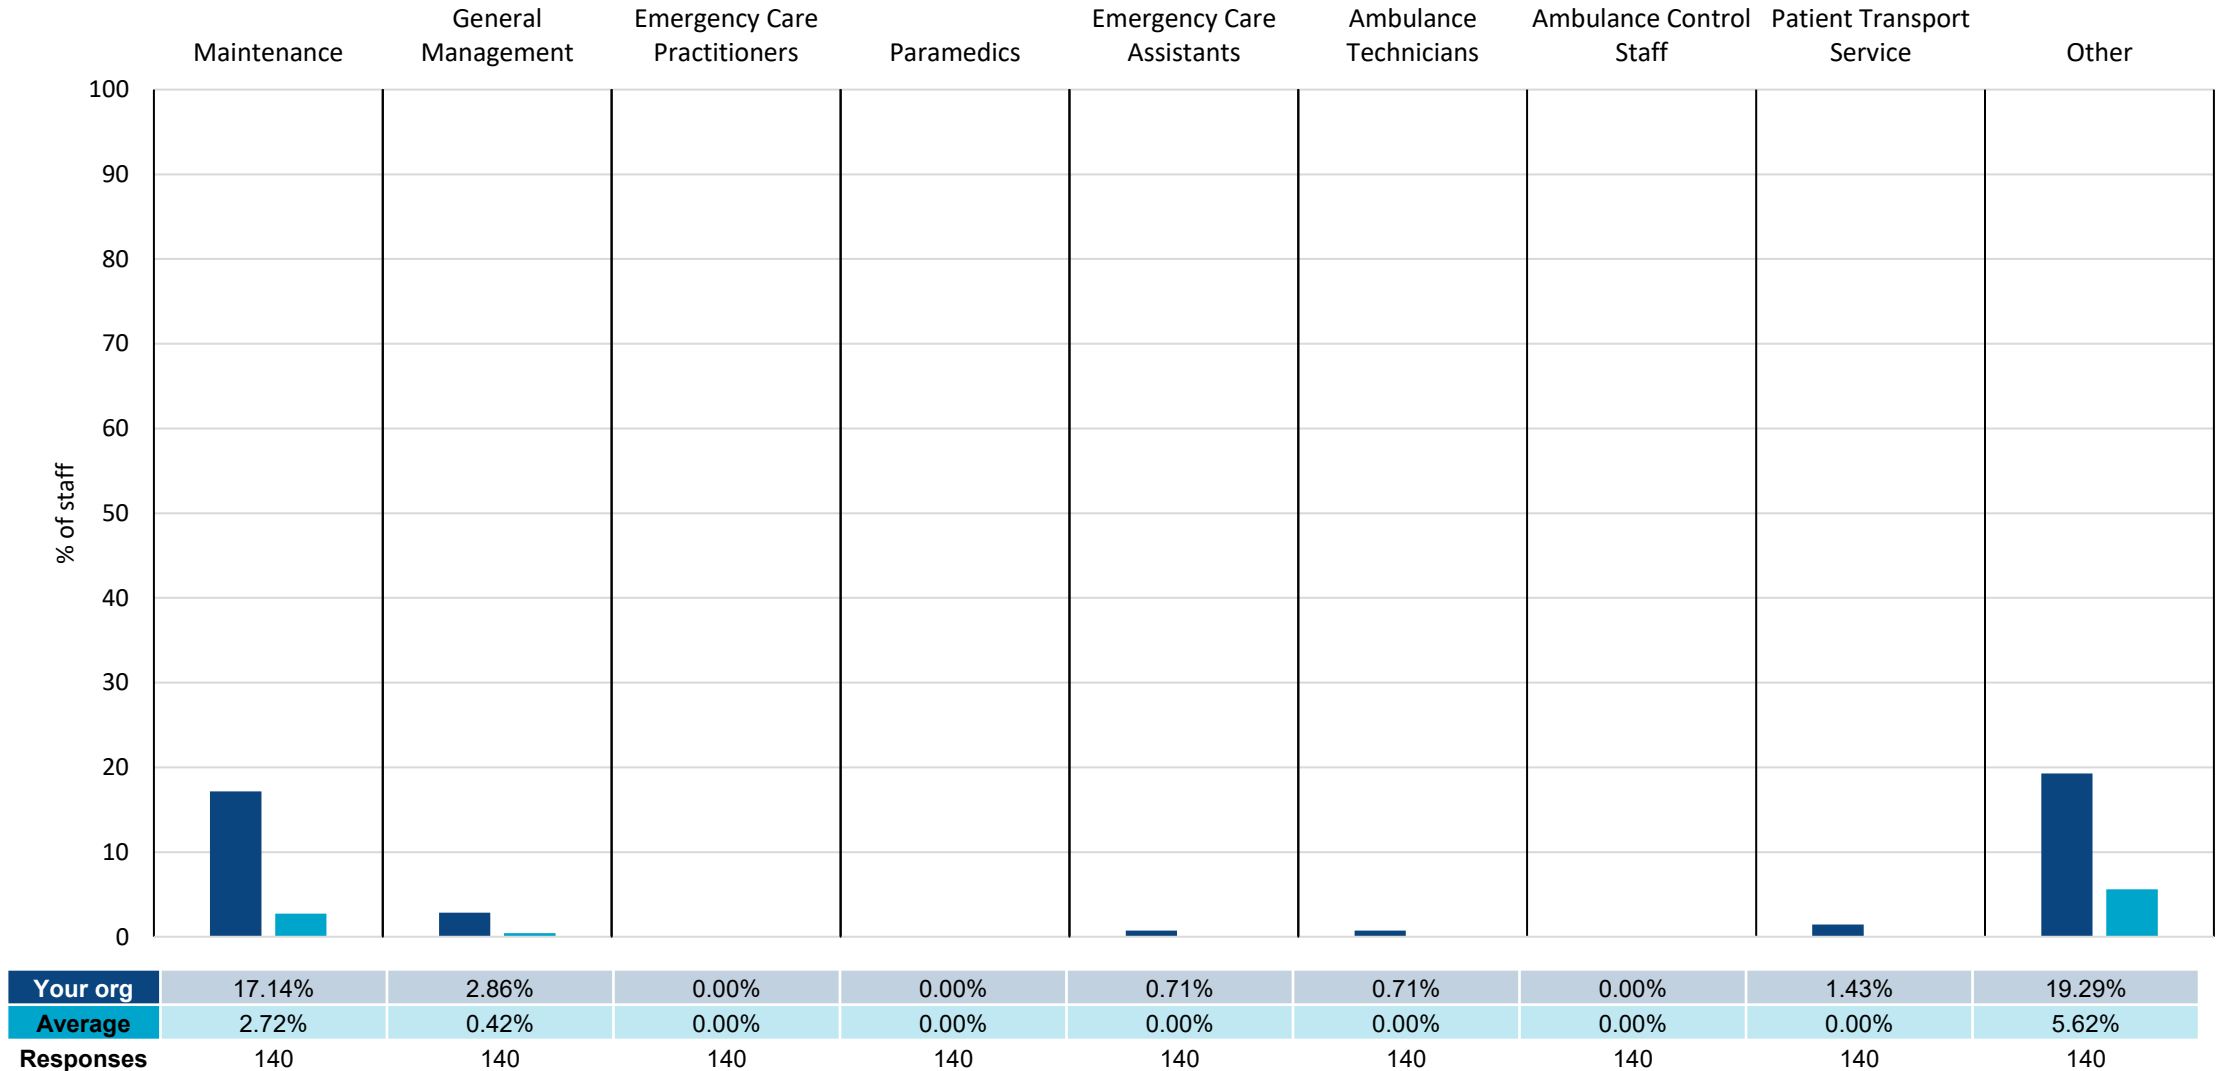 General Emergency Care Emergency Care Ambulance Ambulance Control Patient Transport
Maintenance Management Practitioners Paramedics Assistants Technicians Staff Service Other
100
90
80
70
60
50
40
30
20
10
0
% of staff
Your org 17.14% 2.86% 0.00% 0.00% 0.71% 0.71% 0.00% 1.43% 19.29%
Average 2.72% 0.42% 0.00% 0.00% 0.00% 0.00% 0.00% 0.00% 5.62%
Responses 140 140 140 140 140 140 140 140 140